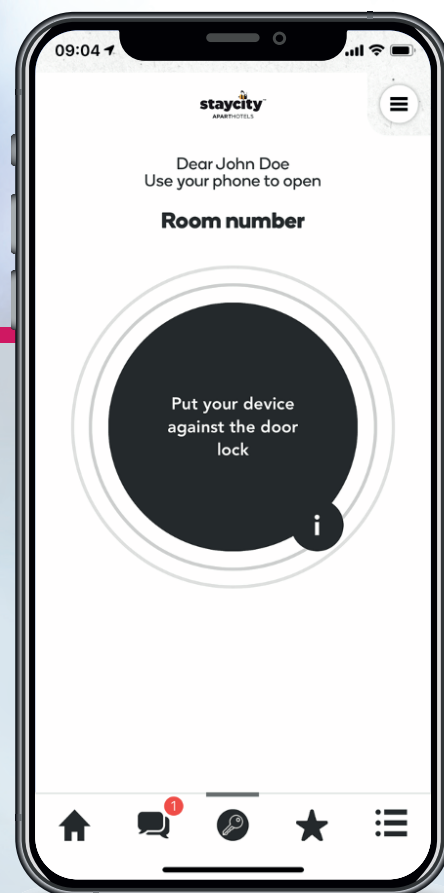 09:04
staycity
APARTHOTELS
Dear John Doe
Use your phone to open
Room number
Put your device
against the door
lock
i
1